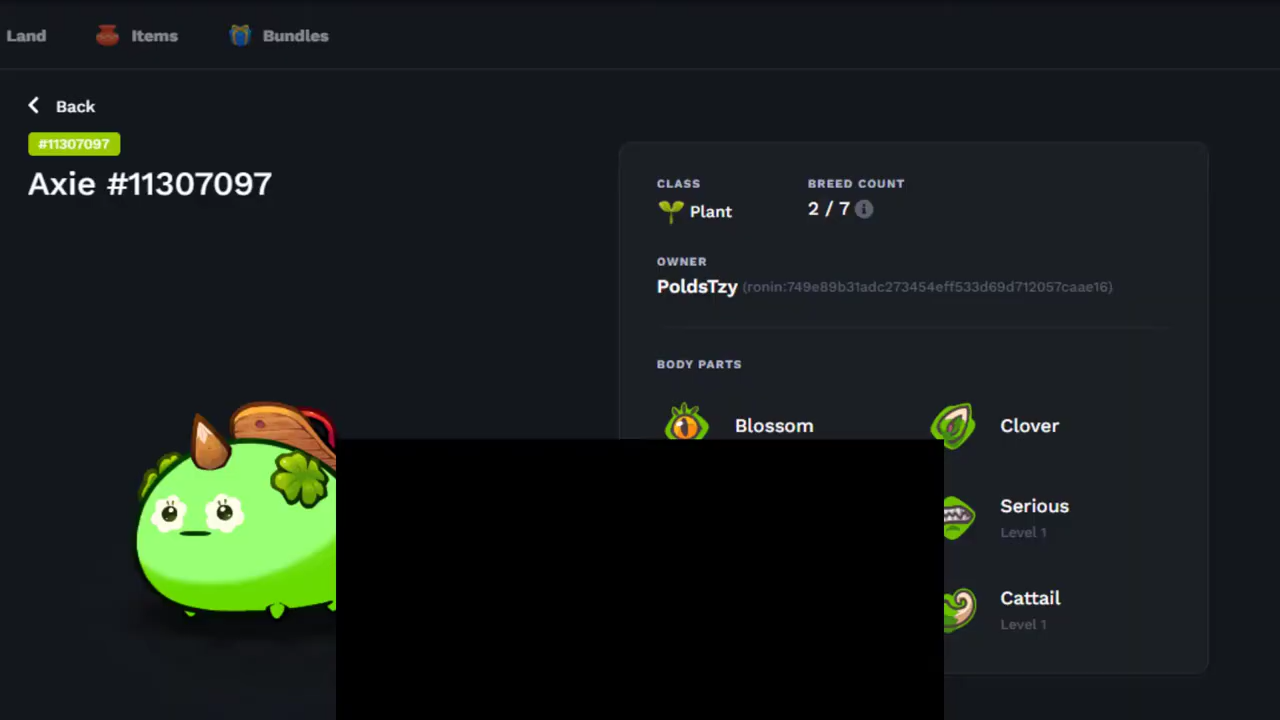 Land Items Bundles
Back
#11307097
Axie #11307097
CLASS BREED COUNT
Plant 2 / 7
OWNER
PoldsTzy (ronin:749e89b31adc273454eff533d69d712057caae16)
BODY PARTS
Blossom Clover
Serious
Level 1
Cattail
Level 1